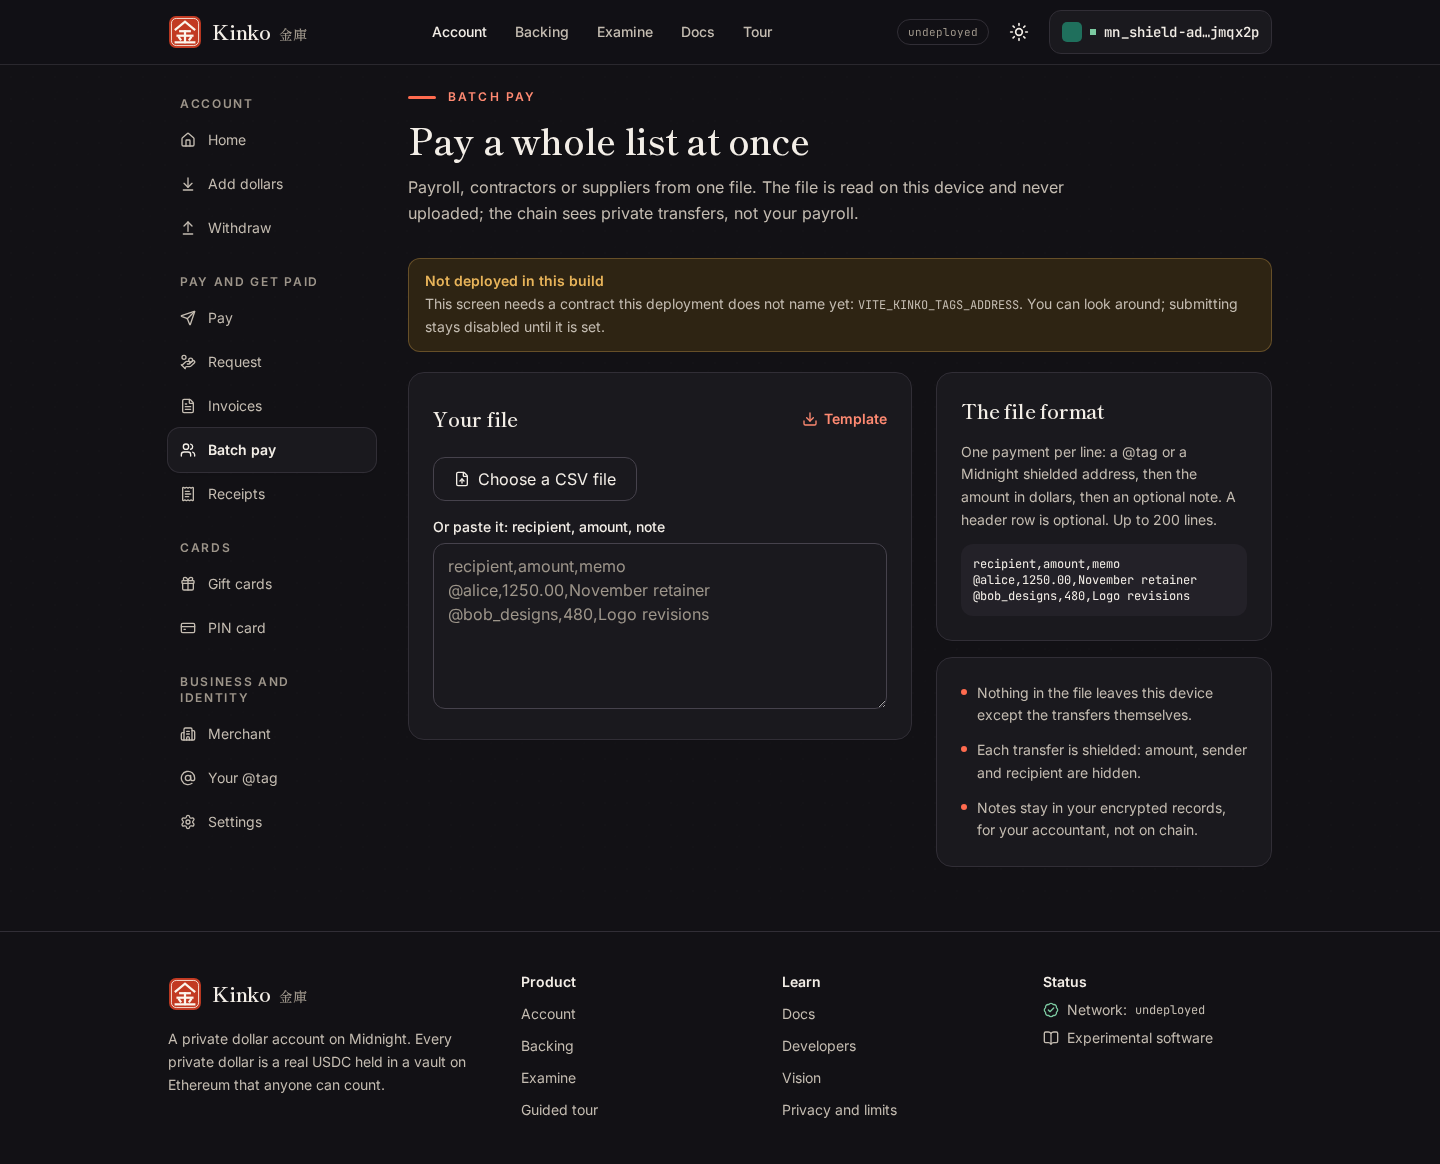 Kinko 金庫
Account
Backing
Examine
Docs
Tour
undeployed
mn_shield-ad…jmqx2p
ACCOUNT
Home
Add dollars
Withdraw
PAY AND GET PAID
Pay
Request
Invoices
Batch pay
Receipts
CARDS
Gift cards
PIN card
BUSINESS AND
IDENTITY
Merchant
Your @tag
Settings
BATCH PAY
Pay a whole list at once
Payroll, contractors or suppliers from one file. The file is read on this device and never
uploaded; the chain sees private transfers, not your payroll.
Not deployed in this build
This screen needs a contract this deployment does not name yet: VITE_KINKO_TAGS_ADDRESS. You can look around; submitting
stays disabled until it is set.
Your file
Template
Choose a CSV file
Or paste it: recipient, amount, note
recipient,amount,memo
@alice,1250.00,November retainer
@bob_designs,480,Logo revisions
The file format
One payment per line: a @tag or a
Midnight shielded address, then the
amount in dollars, then an optional note. A
header row is optional. Up to 200 lines.
recipient,amount,memo
@alice,1250.00,November retainer
@bob_designs,480,Logo revisions
Nothing in the file leaves this device
except the transfers themselves.
Each transfer is shielded: amount, sender
and recipient are hidden.
Notes stay in your encrypted records,
for your accountant, not on chain.
金 Kinko 金庫
A private dollar account on Midnight. Every
private dollar is a real USDC held in a vault on
Ethereum that anyone can count.
Product
Account
Backing
Examine
Guided tour
Learn
Docs
Developers
Vision
Privacy and limits
Status
Network: undeployed
Experimental software